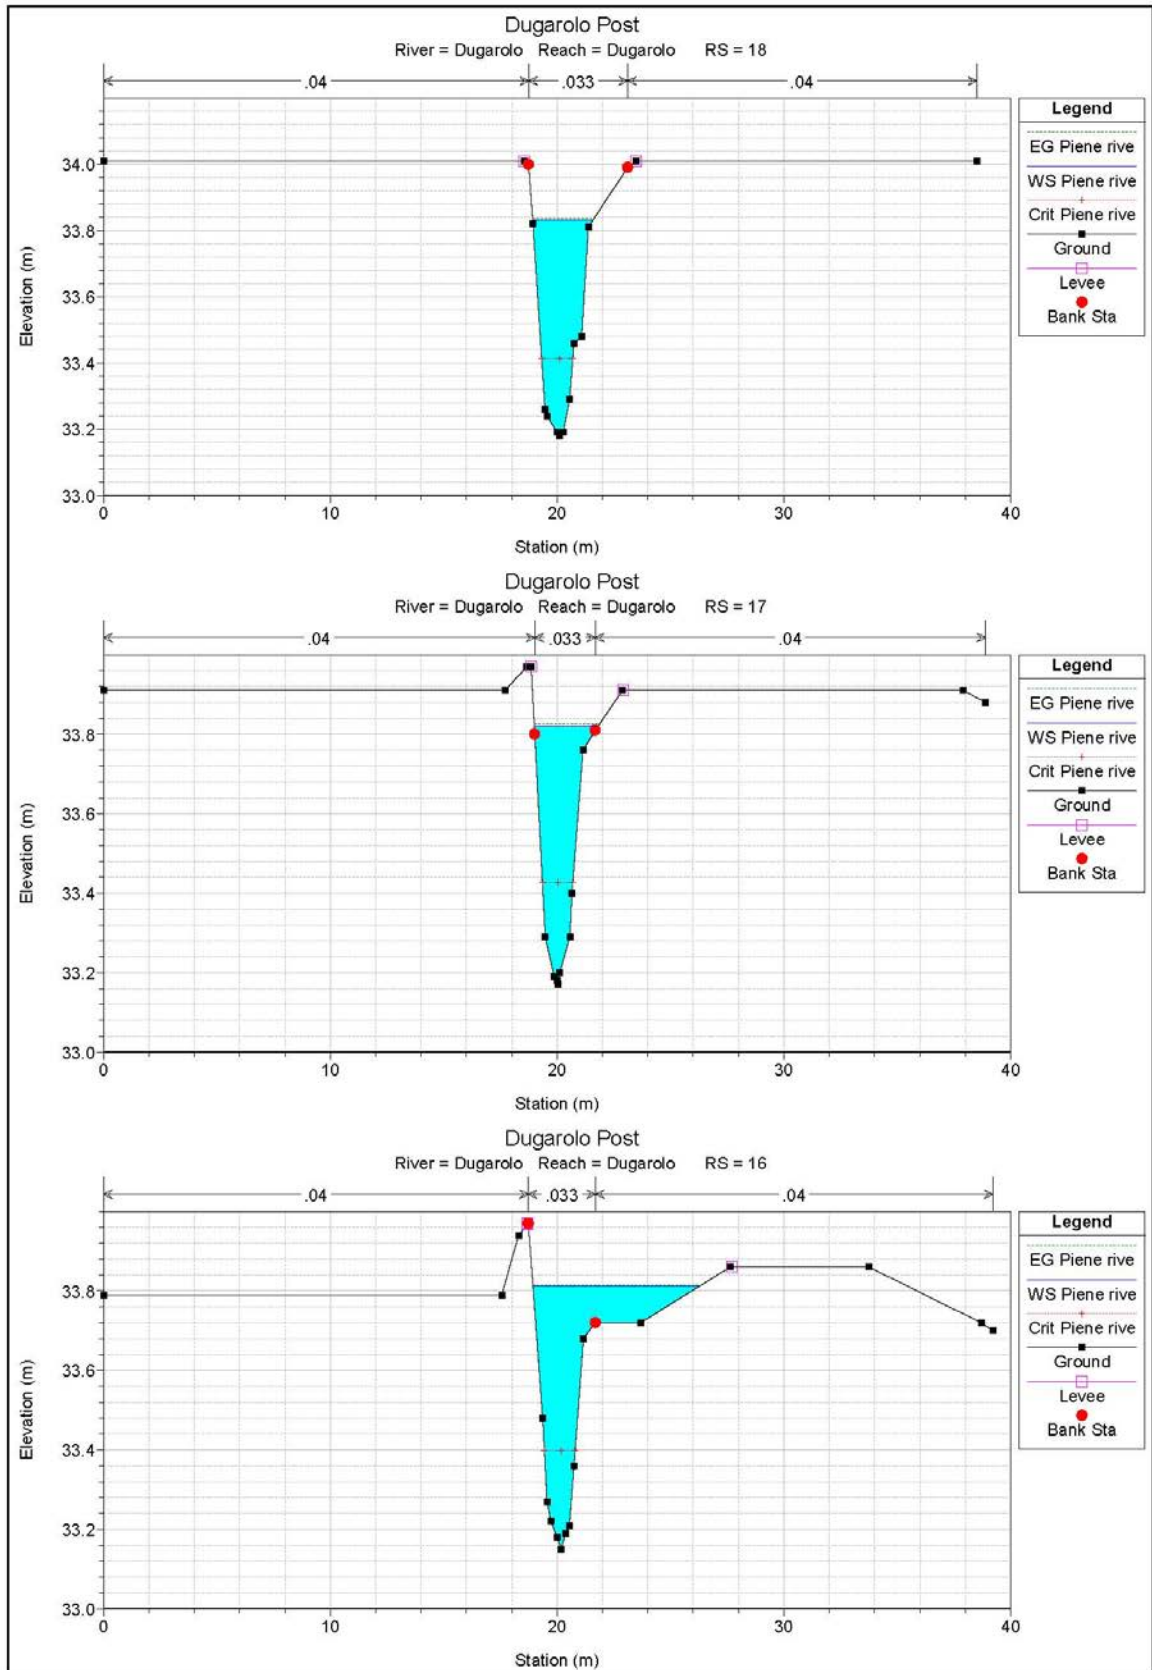 Dugarolo Post
River = Dugarolo Reach = Dugarolo RS = 18
.04 .033 .04
Legend
EG Piene rive
WS Piene rive
Crit Piene rive
Ground
Levee
Bank Sta
34.0
33.8
33.6
33.4
33.2
33.0
Elevation (m)
0 10 20 30 40
Station (m)
Dugarolo Post
River = Dugarolo Reach = Dugarolo RS = 17
.04 .033 .04
Legend
EG Piene rive
WS Piene rive
Crit Piene rive
Ground
Levee
Bank Sta
33.8
33.6
33.4
33.2
33.0
Elevation (m)
0 10 20 30 40
Station (m)
Dugarolo Post
River = Dugarolo Reach = Dugarolo RS = 16
.04 .033 .04
Legend
EG Piene rive
WS Piene rive
Crit Piene rive
Ground
Levee
Bank Sta
33.8
33.6
33.4
33.2
33.0
Elevation (m)
0 10 20 30 40
Station (m)